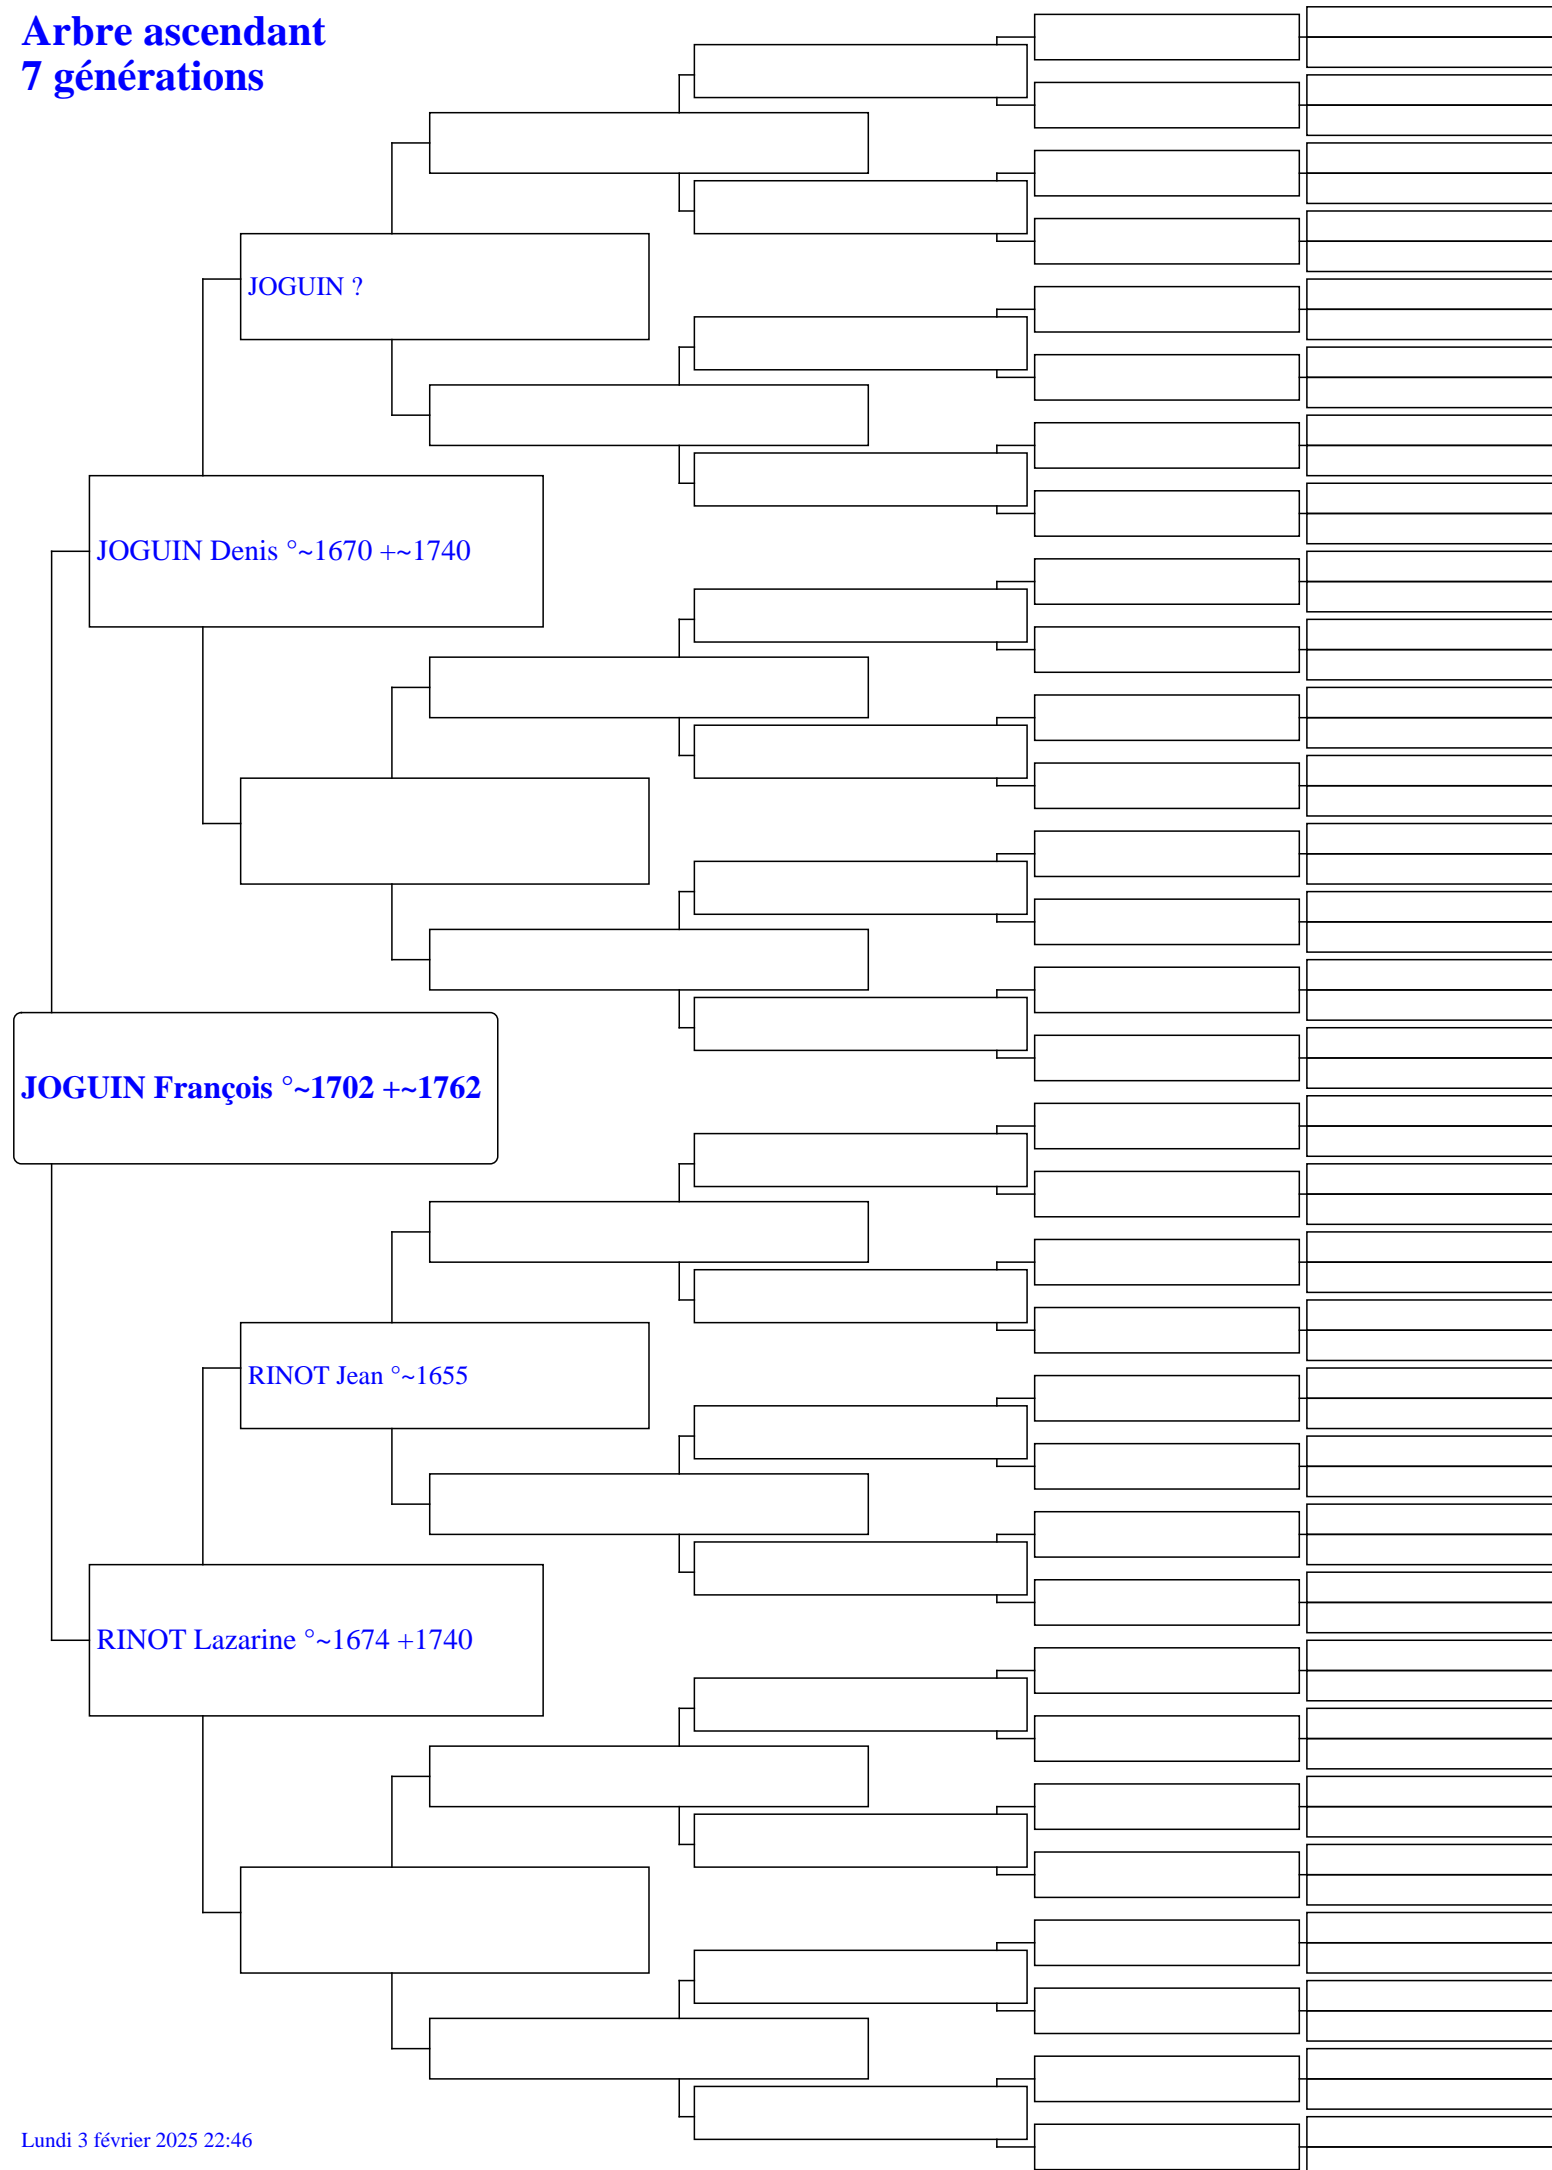 Arbre ascendant
7 générations
JOGUIN ?
JOGUIN Denis °~1670 +~1740
JOGUIN François °~1702 +~1762
RINOT Jean °~1655
RINOT Lazarine °~1674 +1740
Lundi 3 février 2025 22:46